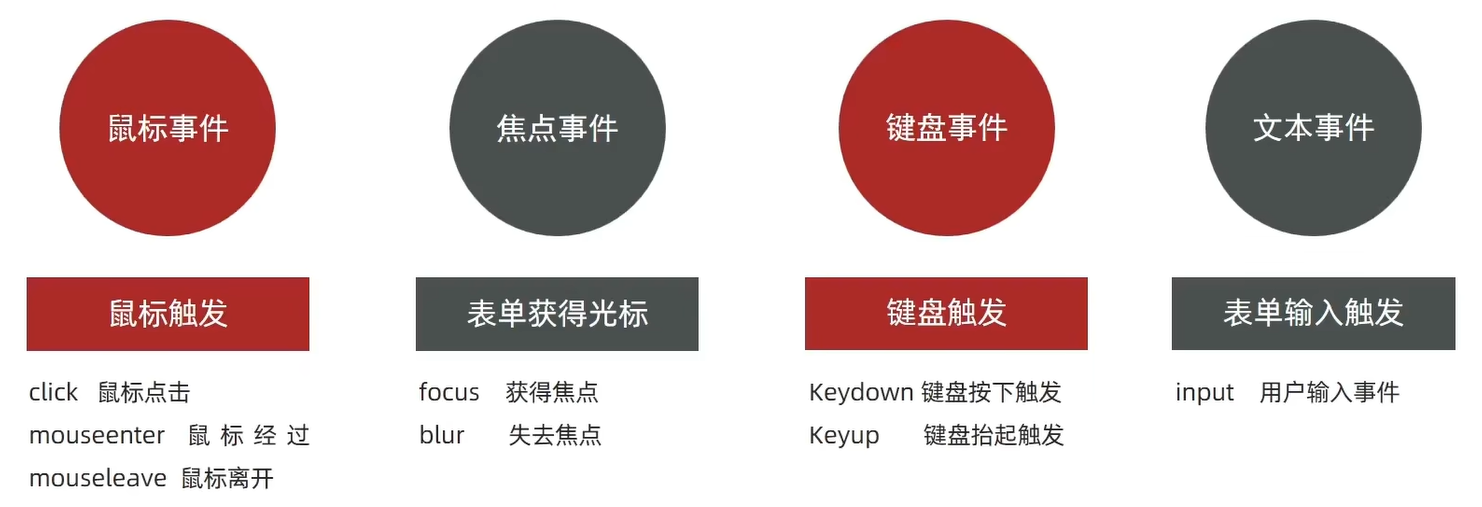 鼠标事件
焦点事件
键盘事件
文本事件
鼠标触发
表单获得光标
键盘触发
表单输入触发
click 鼠标点击
mouseenter 鼠标经过
mouseleave 鼠标离开
focus 获得焦点
blur 失去焦点
Keydown 键盘按下触发
Keyup 键盘抬起触发
input 用户输入事件